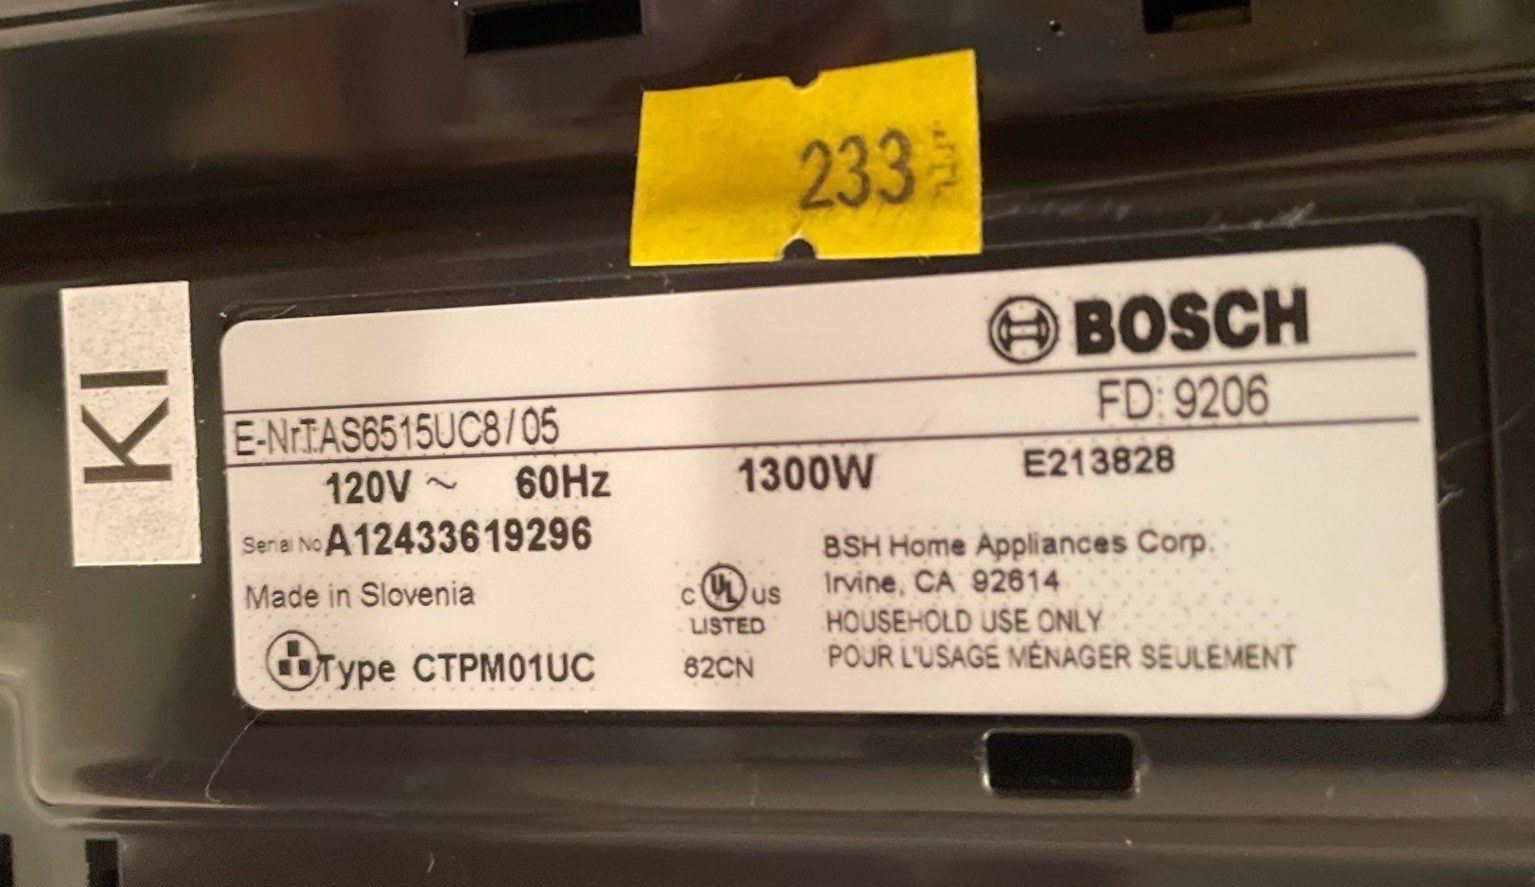 233
KI
BOSCH
FD: 9206
E-Nr.TAS6515UC8/05
120V ~ 60Hz 1300W E213828
Serial No A12433619296
BSH Home Appliances Corp.
Irvine, CA 92614
Made in Slovenia
C UL US
LISTED
HOUSEHOLD USE ONLY
Type CTPM01UC
62CN
POUR L'USAGE MÉNAGER SEULEMENT